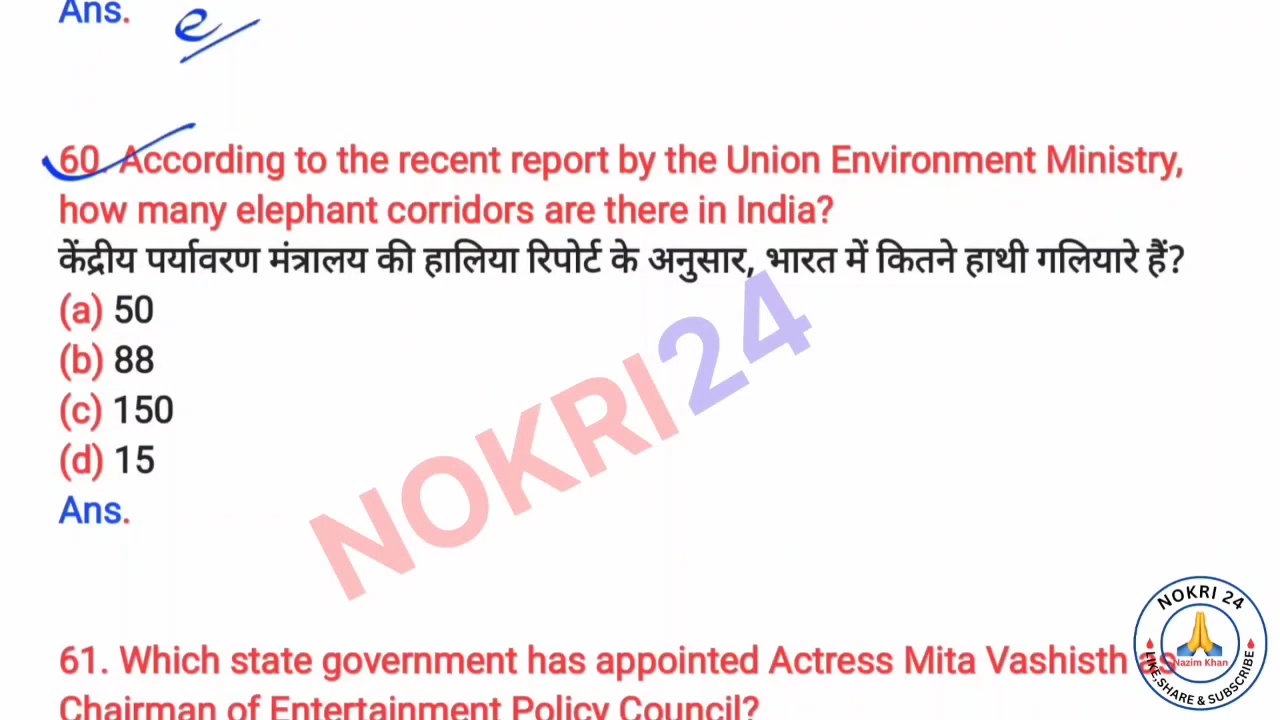 Ans.
e
60. According to the recent report by the Union Environment Ministry,
how many elephant corridors are there in India?
केंद्रीय पर्यावरण मंत्रालय की हालिया रिपोर्ट के अनुसार, भारत में कितने हाथी गलियारे हैं?
(a) 50
(b) 88
(c) 150
(d) 15
Ans.
NOKRI24
61. Which state government has appointed Actress Mita Vashisth as
Chairman of Entertainment Policy Council?
NOKRI 24
Nazim Khan
LIKE,SHARE & SUBSCRIBE